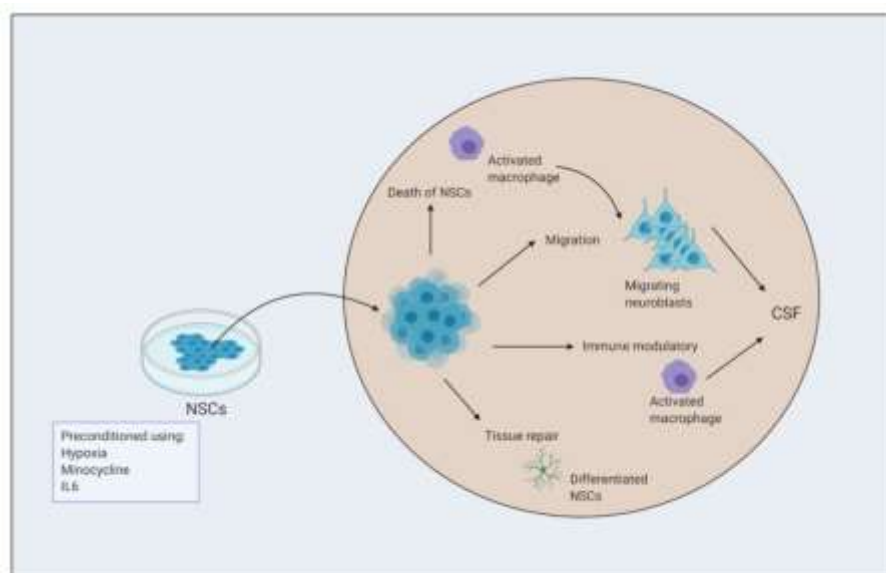 Activated
macrophage
Death of NSCs
Migration
Migrating
neuroblasts
CSF
Immune modulatory
Activated
macrophage
NSCs
Preconditioned using:
Hypoxia
Minocycline
IL6
Tissue repair
Differentiated
NSCs